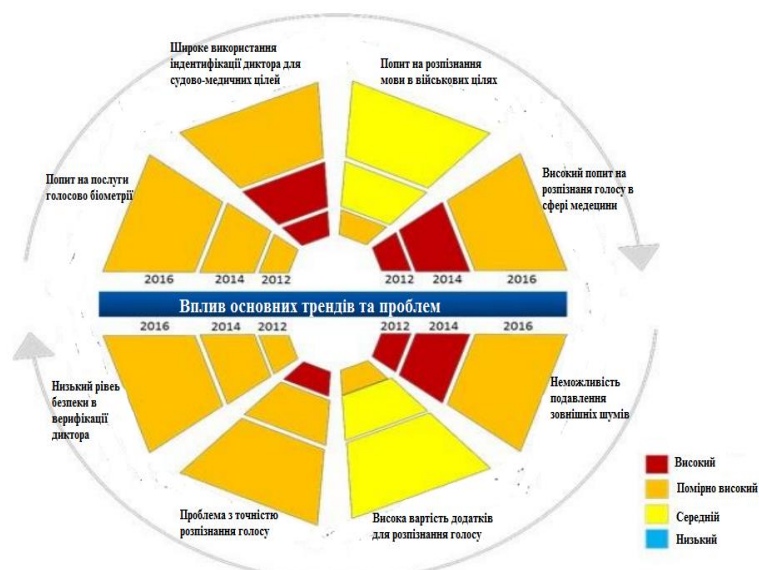 Широке використання
індентифікації диктора для
судово-медичних цілей
Попит на розпізнання
мови в військових цілях
Попит на послуги
голосово біометрії
Високий попит на
розпізнаня голосу в
сфері медецини
2016 2014 2012 2012 2014 2016
Вплив основних трендів та проблем
2016 2014 2012 2012 2014 2016
Низький рівеь
безпеки в
верифікації
диктора
Неможливість
подавлення
зовнішніх шумів
Проблема з точністю
розпізнання голосу
Висока вартість додатків
для розпізнання голосу
Високий
Помірно високий
Середній
Низький